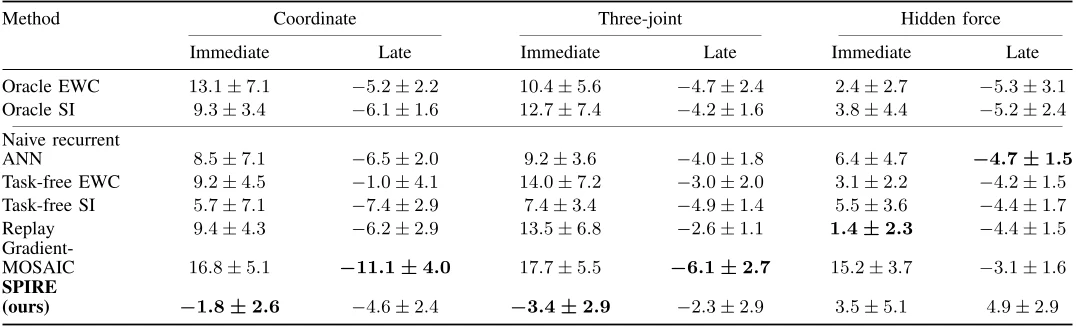 Method Coordinate Three-joint Hidden force
Immediate Late Immediate Late Immediate Late
Oracle EWC 13.1 ± 7.1 −5.2 ± 2.2 10.4 ± 5.6 −4.7 ± 2.4 2.4 ± 2.7 −5.3 ± 3.1
Oracle SI 9.3 ± 3.4 −6.1 ± 1.6 12.7 ± 7.4 −4.2 ± 1.6 3.8 ± 4.4 −5.2 ± 2.4
Naive recurrent
ANN 8.5 ± 7.1 −6.5 ± 2.0 9.2 ± 3.6 −4.0 ± 1.8 6.4 ± 4.7 −4.7 ± 1.5
Task-free EWC 9.2 ± 4.5 −1.0 ± 4.1 14.0 ± 7.2 −3.0 ± 2.0 3.1 ± 2.2 −4.2 ± 1.5
Task-free SI 5.7 ± 7.1 −7.4 ± 2.9 7.4 ± 3.4 −4.9 ± 1.4 5.5 ± 3.6 −4.4 ± 1.7
Replay 9.4 ± 4.3 −6.2 ± 2.9 13.5 ± 6.8 −2.6 ± 1.1 1.4 ± 2.3 −4.4 ± 1.5
Gradient-
MOSAIC 16.8 ± 5.1 −11.1 ± 4.0 17.7 ± 5.5 −6.1 ± 2.7 15.2 ± 3.7 −3.1 ± 1.6
SPIRE
(ours) −1.8 ± 2.6 −4.6 ± 2.4 −3.4 ± 2.9 −2.3 ± 2.9 3.5 ± 5.1 4.9 ± 2.9